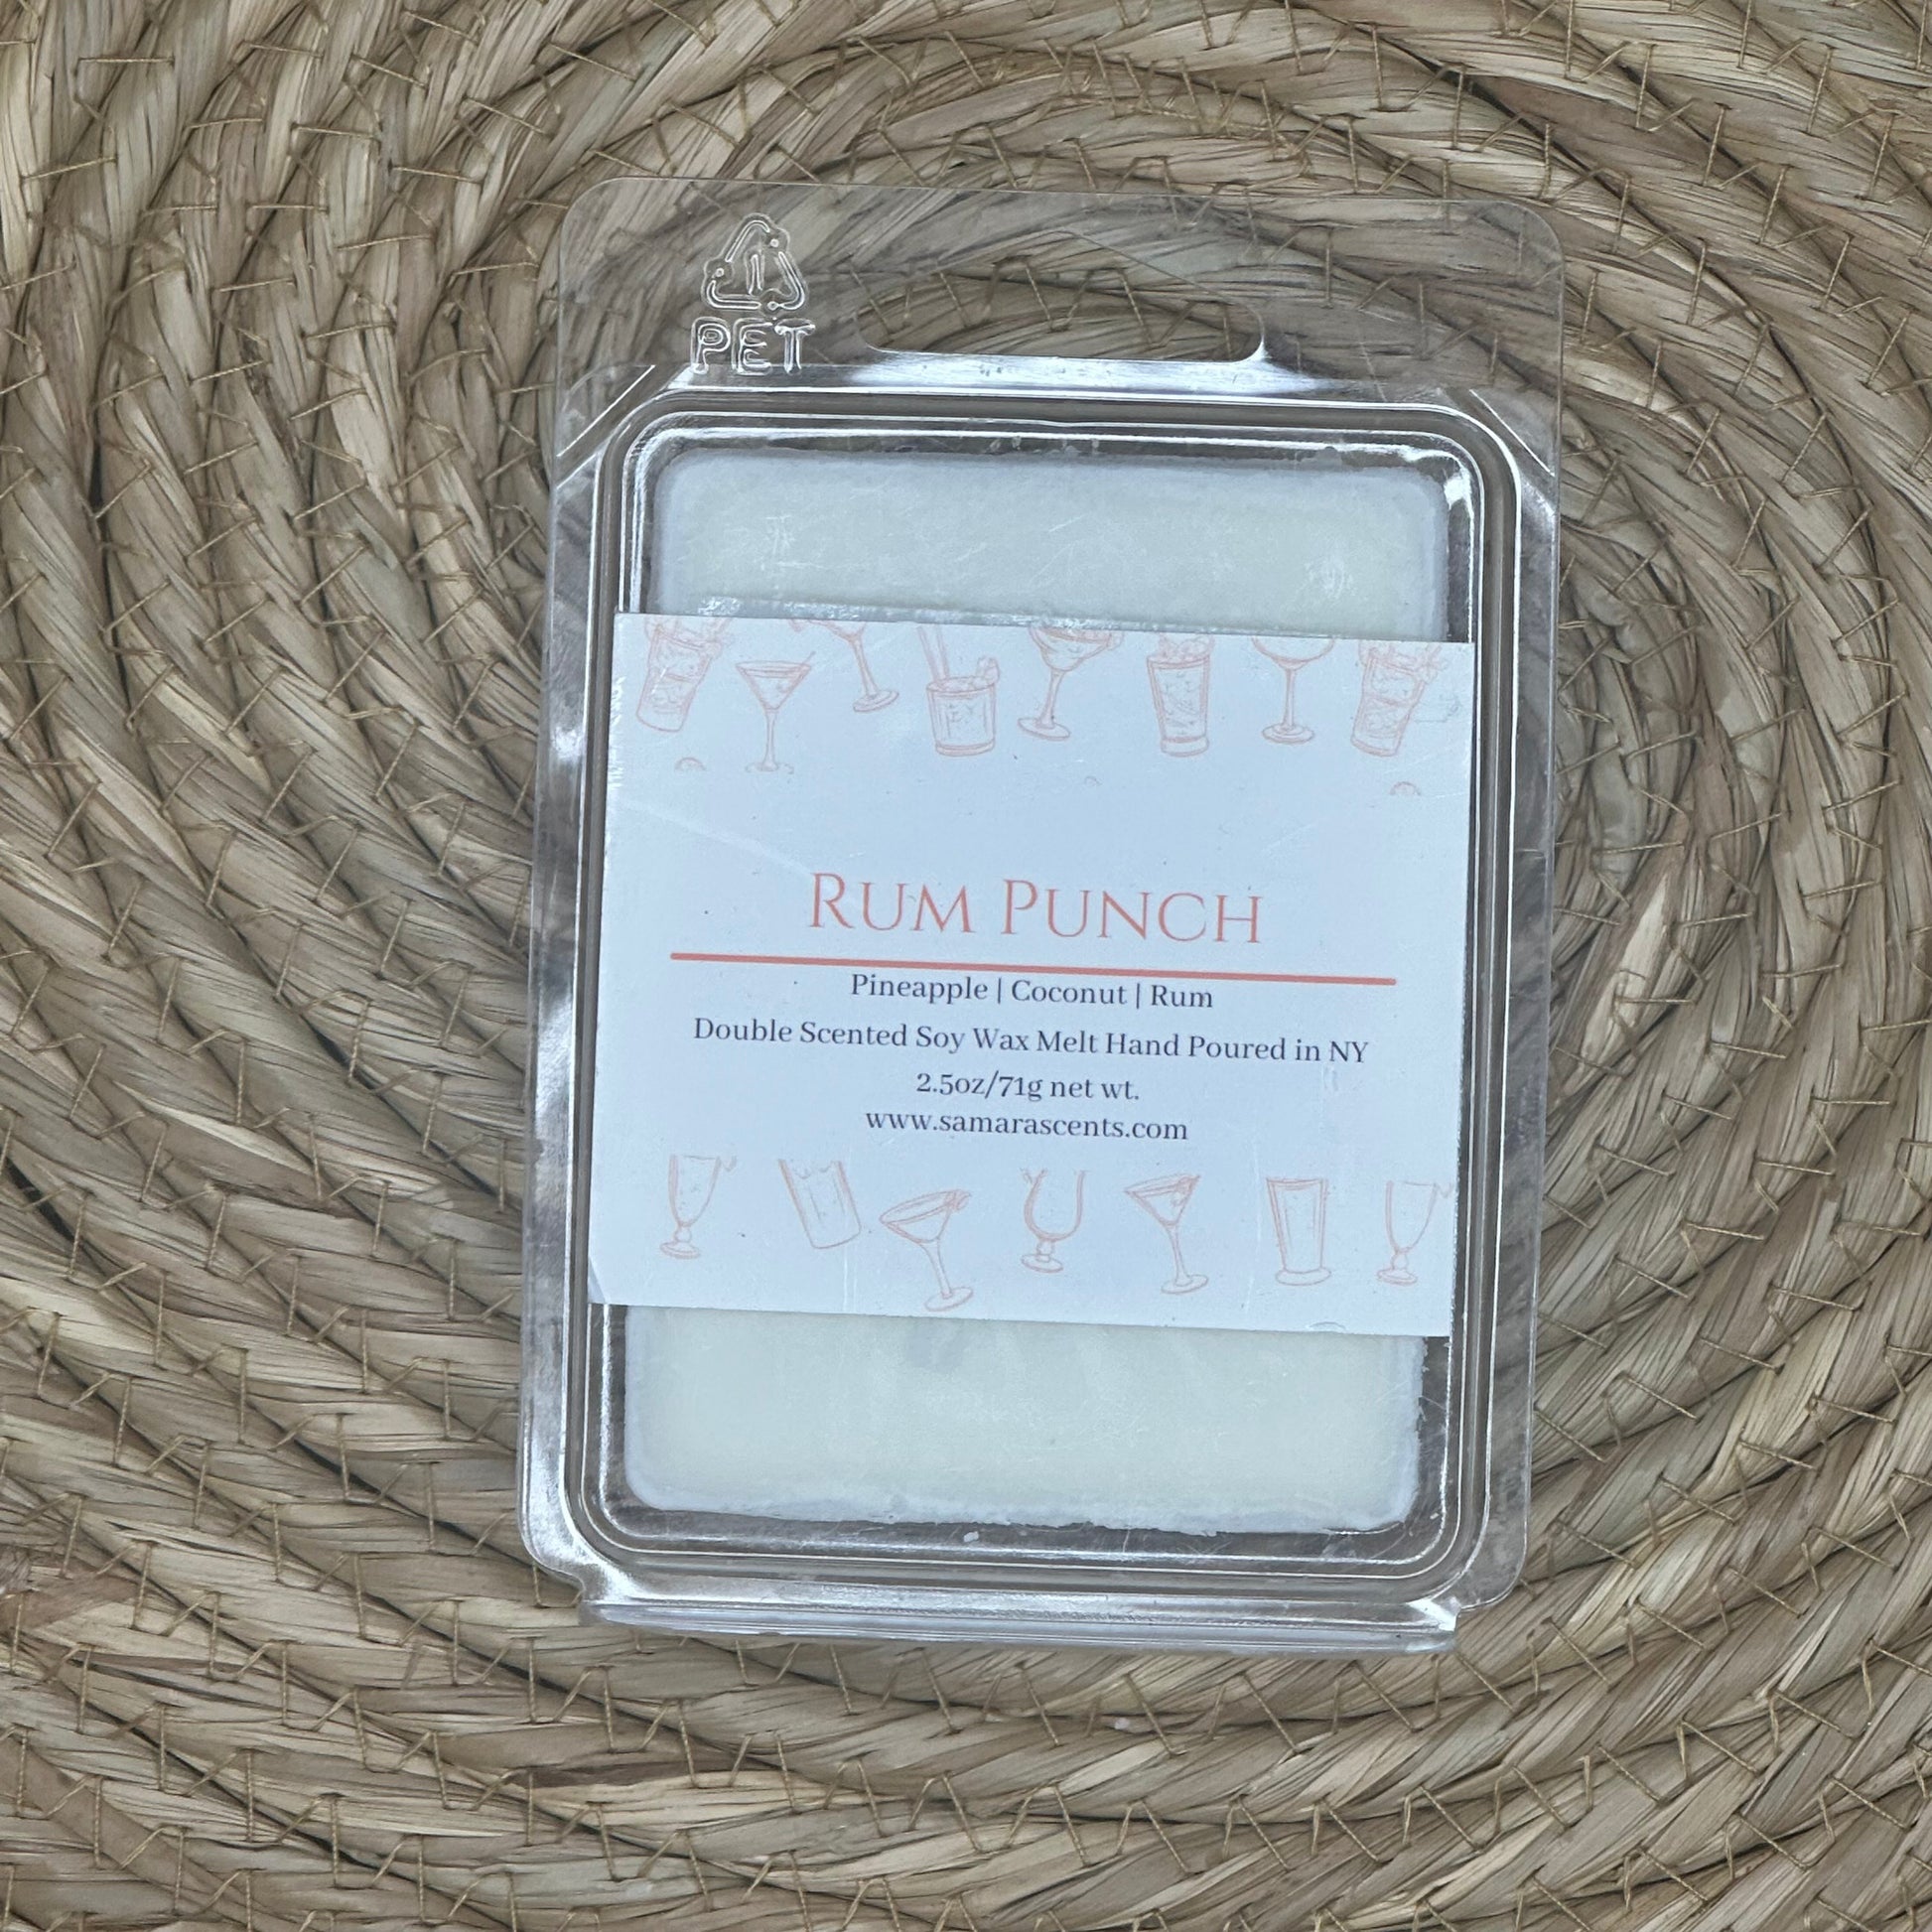 1
PET
RUM PUNCH
Pineapple | Coconut | Rum
Double Scented Soy Wax Melt Hand Poured in NY
2.5oz/71g net wt.
www.samarascents.com